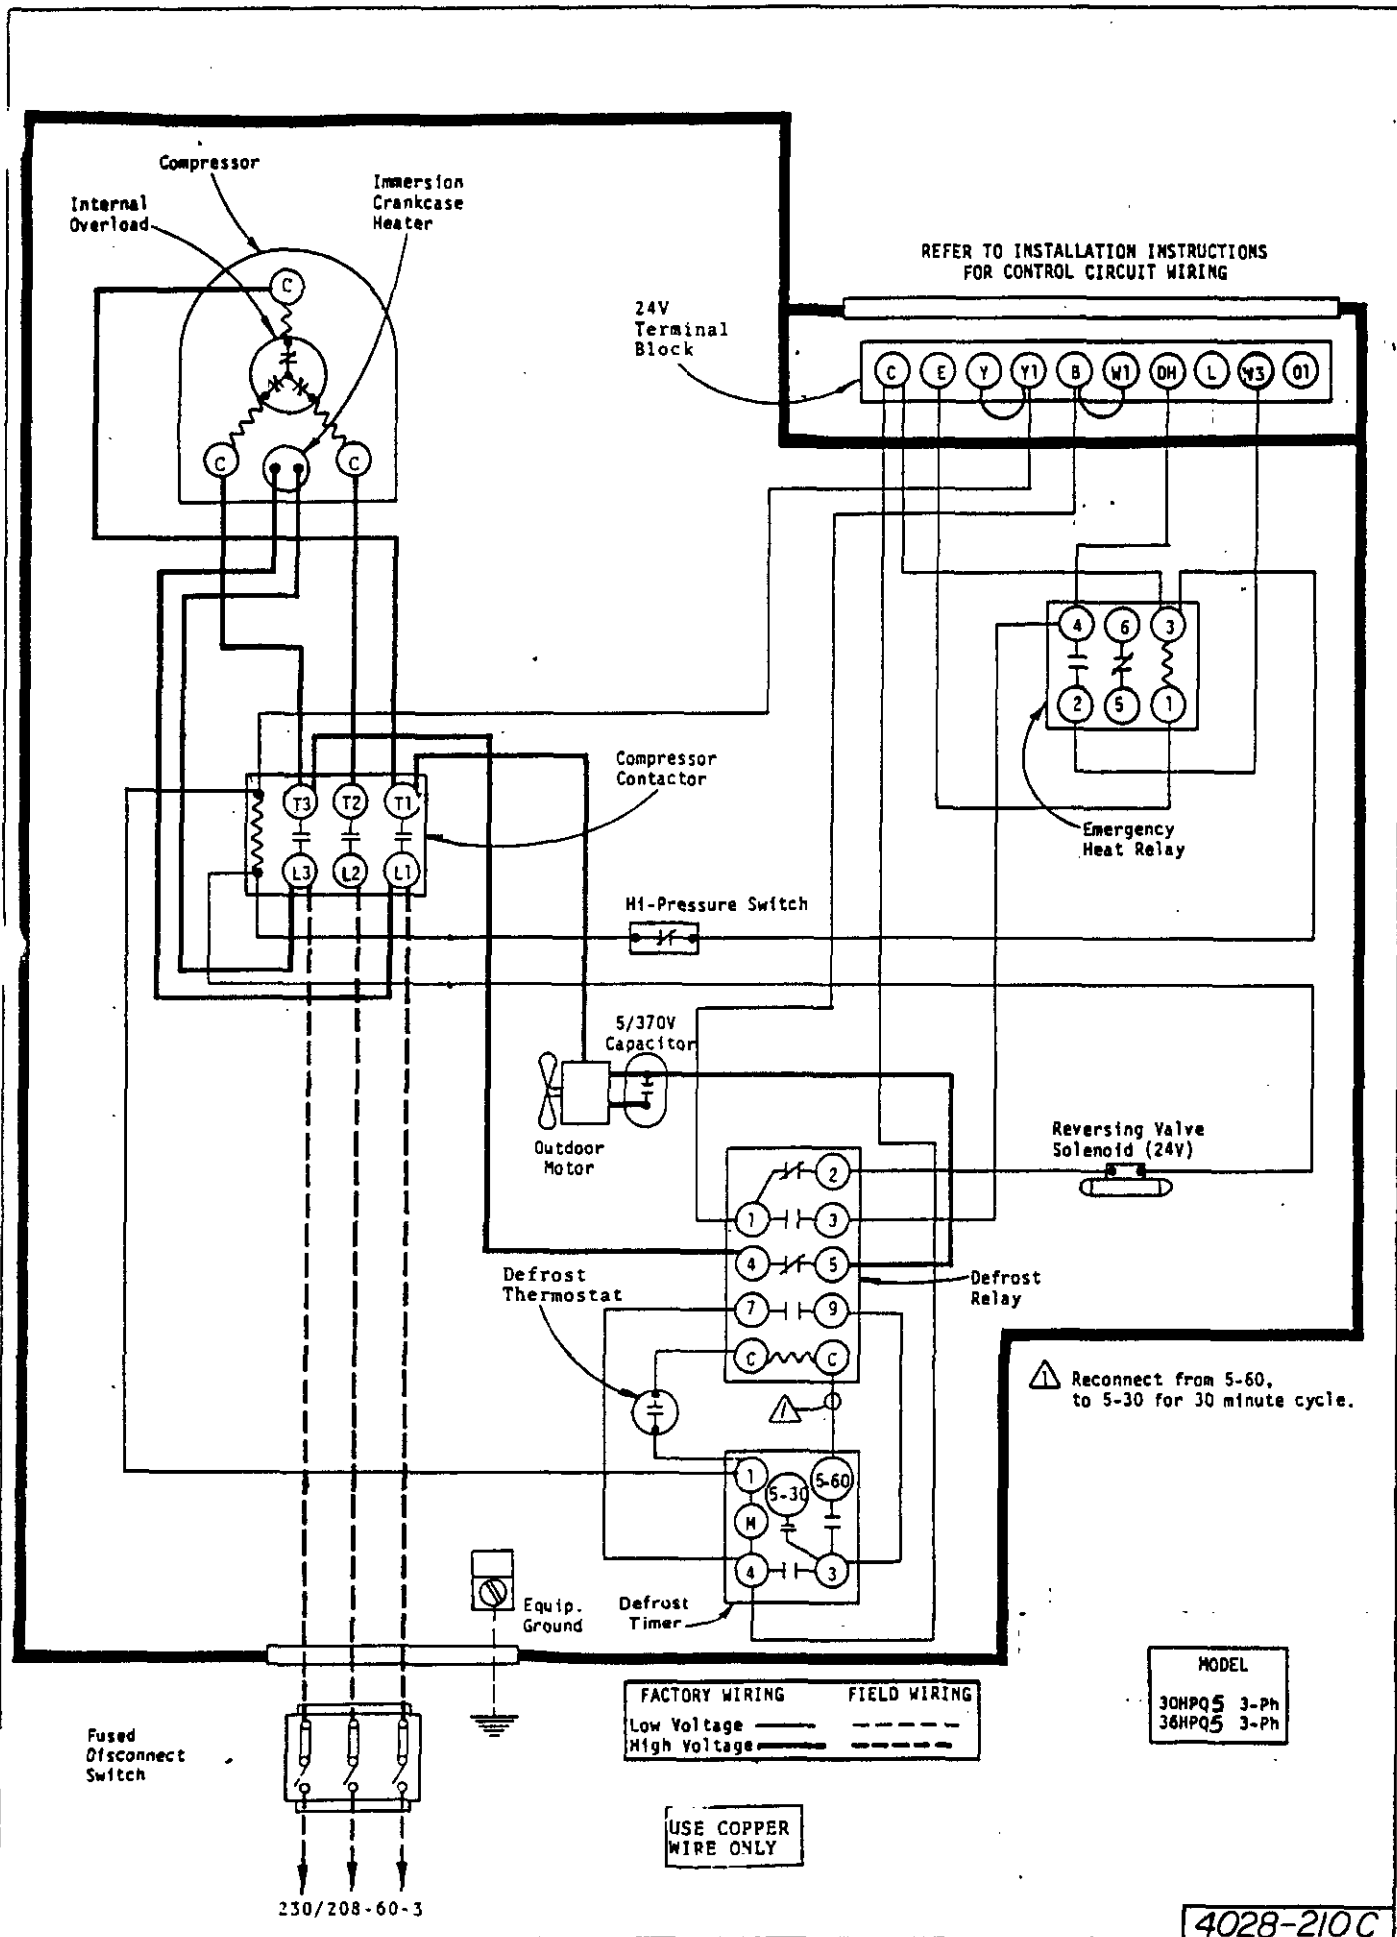 Compressor
Internal
Overload
Immersion
Crankcase
Heater
C
C
C
REFER TO INSTALLATION INSTRUCTIONS
FOR CONTROL CIRCUIT WIRING
24V
Terminal
Block
C E Y Y1 B W1 DH L W3 O1
4 6 3
2 5 1
Emergency
Heat Relay
Compressor
Contactor
T3 T2 T1
L3 L2 L1
Hi-Pressure Switch
5/370V
Capacitor
Outdoor
Motor
Reversing Valve
Solenoid (24V)
2
1 3
4 5
7 9
C C
Defrost
Relay
Defrost
Thermostat
1
1 Reconnect from 5-60,
to 5-30 for 30 minute cycle.
1 5-30 5-60
M
4 3
Defrost
Timer
Equip.
Ground
FACTORY WIRING FIELD WIRING
Low Voltage
High Voltage
MODEL
30HPQ5 3-Ph
36HPQ5 3-Ph
Fused
Disconnect
Switch
USE COPPER
WIRE ONLY
230/208-60-3
4028-210 C